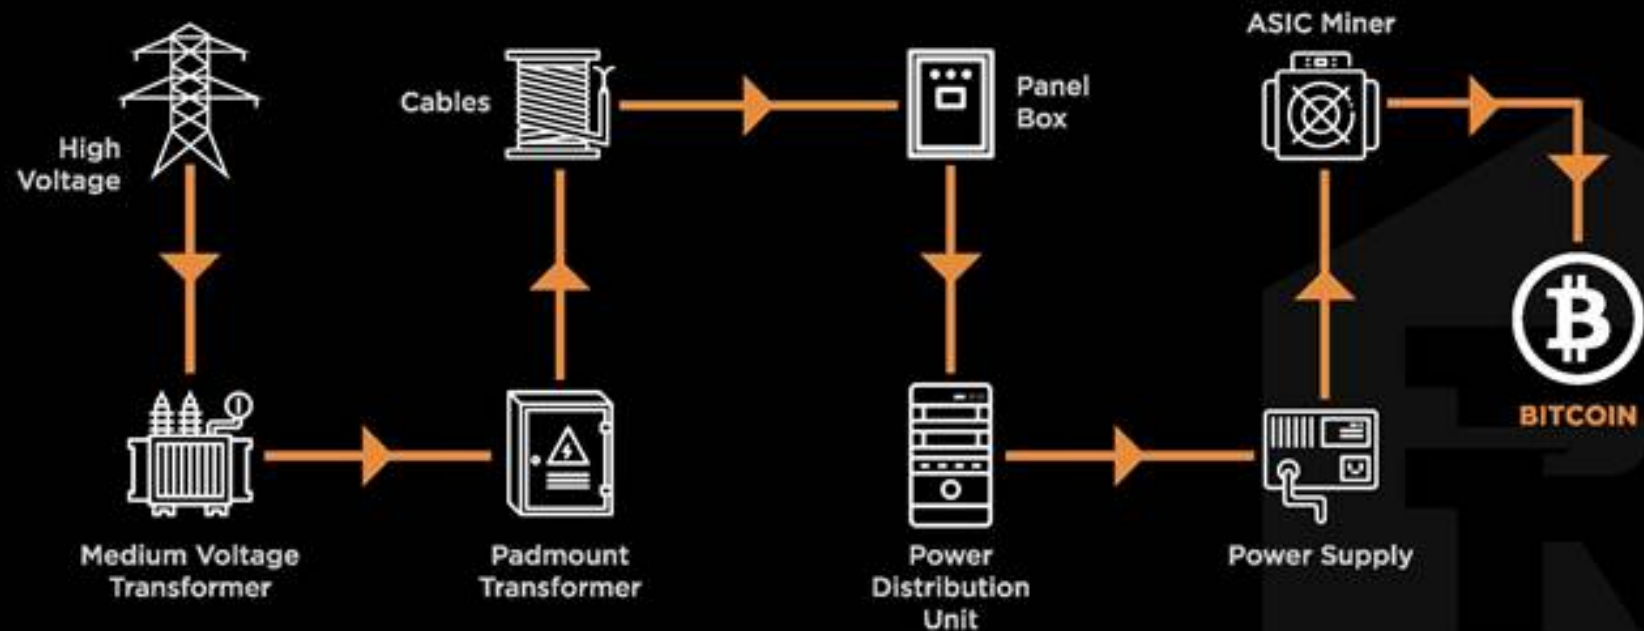 High
Voltage
Medium Voltage
Transformer
Padmount
Transformer
Cables
Panel
Box
Power
Distribution
Unit
Power Supply
ASIC Miner
BITCOIN